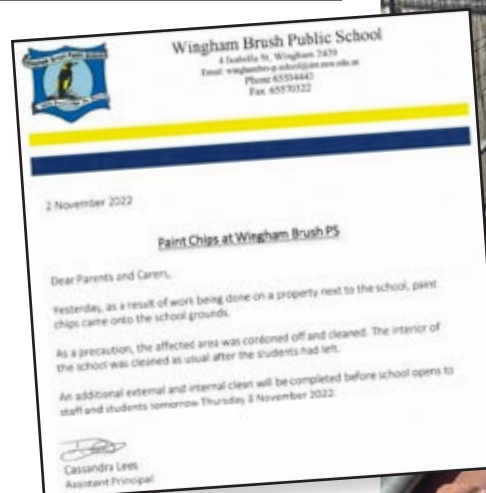 Wingham Brush Public School
4 Isabella St, Wingham 2429
Phone 65534442
Fax 65570322
2 November 2022
Paint Chips at Wingham Brush PS
Dear Parents and Carers,
Yesterday, as a result of work being done on a property next to the school, paint
chips came onto the school grounds.
As a precaution, the affected area was cordoned off and cleaned. The interior of
the school was cleaned as usual after the students had left.
An additional external and internal clean will be completed before school opens to
staff and students tomorrow Thursday 3 November 2022.
Cassandra Lees
Assistant Principal